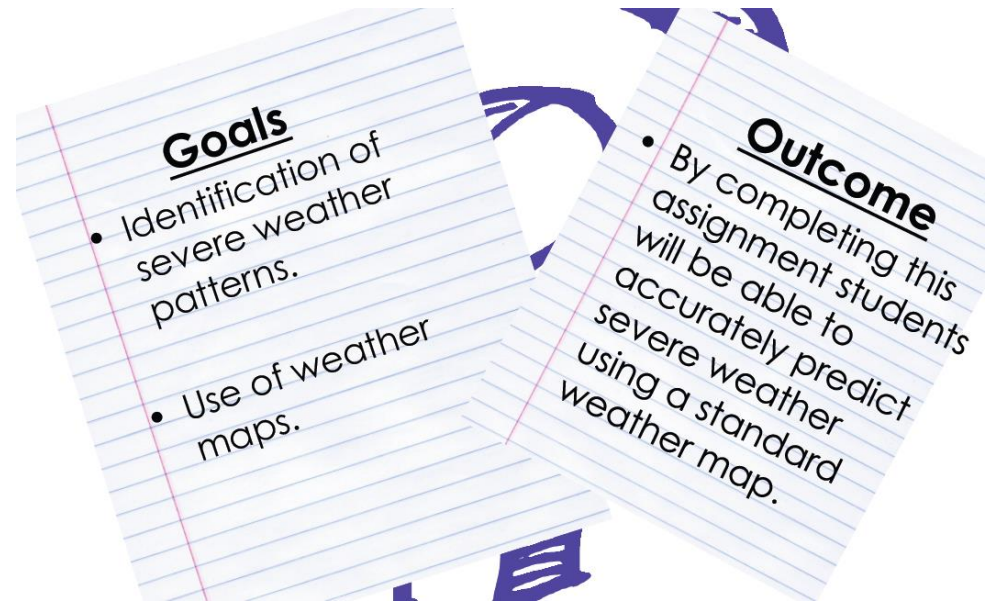 Goals
• Identification of
severe weather
patterns.
• Use of weather
maps.
Outcome
• By completing this
assignment students
will be able to
accurately predict
severe weather
using a standard
weather map.